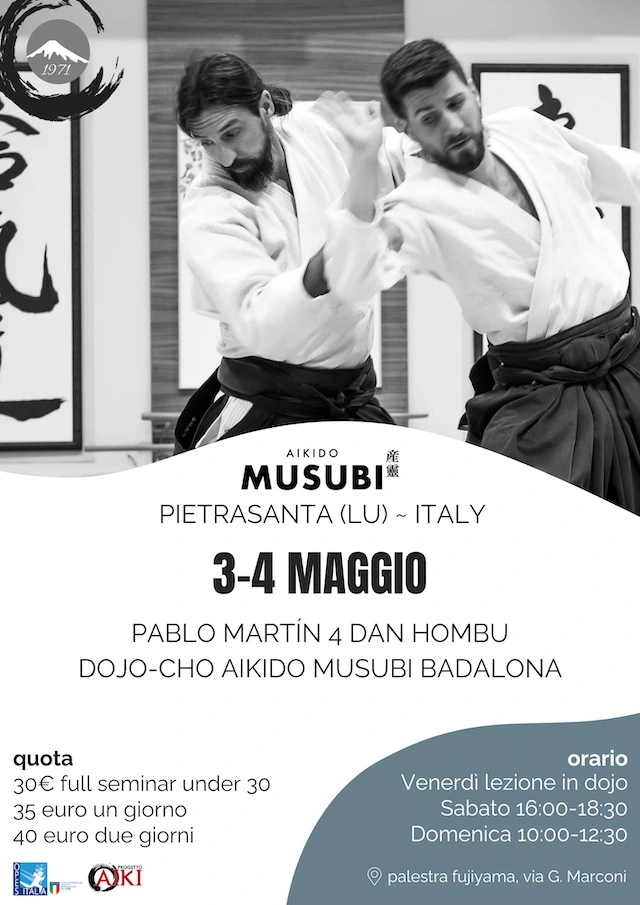 1971
AIKIDO
MUSUBI 産靈
PIETRASANTA (LU) ~ ITALY
3-4 MAGGIO
PABLO MARTÍN 4 DAN HOMBU
DOJO-CHO AIKIDO MUSUBI BADALONA
quota
30€ full seminar under 30
35 euro un giorno
40 euro due giorni
orario
Venerdì lezione in dojo
Sabato 16:00-18:30
Domenica 10:00-12:30
palestra fujiyama, via G. Marconi
PROGETTO
AIKI